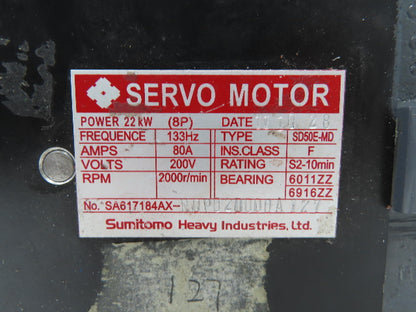 SERVO MOTOR
POWER 22 kW (8P) DATE
FREQUENCE 133Hz TYPE SD50E-MD
AMPS 80A INS.CLASS F
VOLTS 200V RATING S2-10min
RPM 2000r/min BEARING 6011ZZ
6916ZZ
No. SA617184AX-
Sumitomo Heavy Industries, Ltd.
127